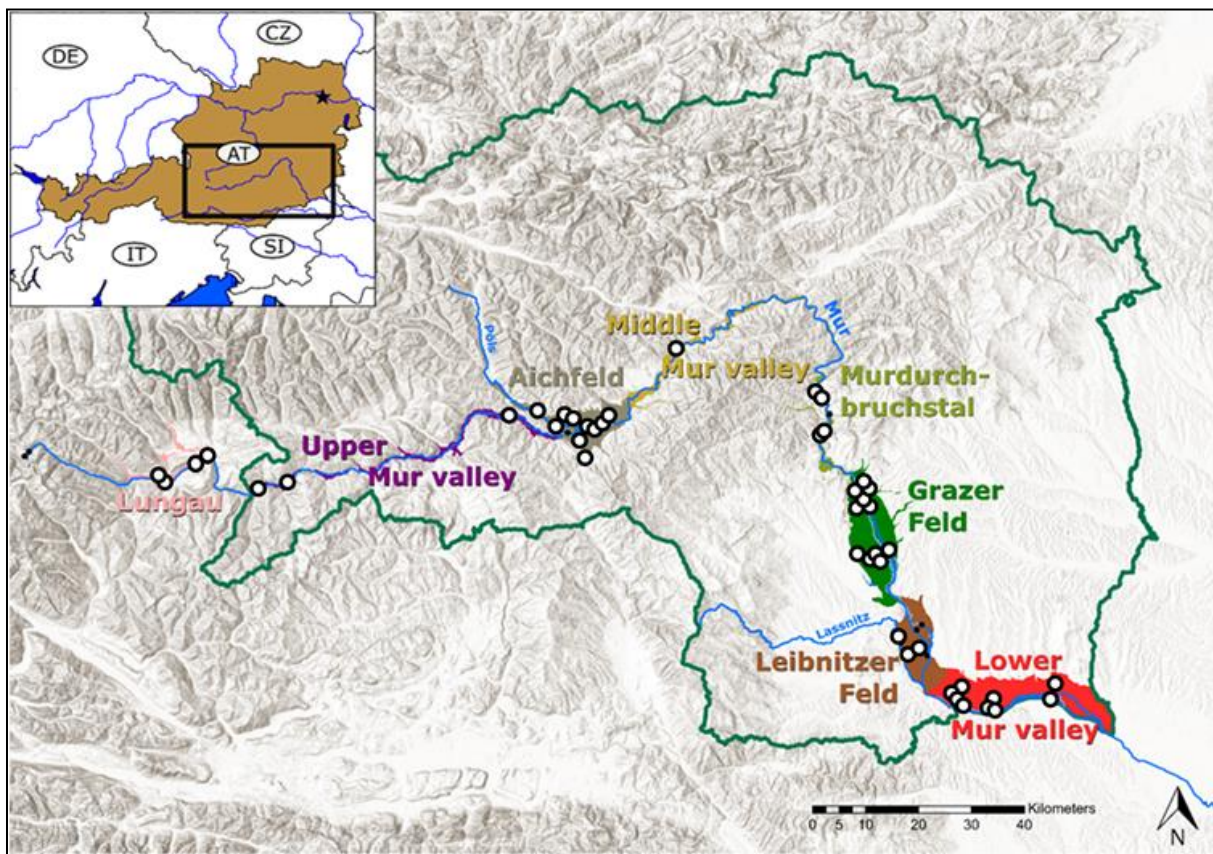 CZ
DE
AT
IT
SI
Pöls
Middle
Mur valley
Mur
Aichfeld
Murdurch-
bruchstal
Upper
Mur valley
Lungau
Grazer
Feld
Lassnitz
Leibnitzer
Feld
Lower
Mur valley
Kilometers
0 5 10 20 30 40
N